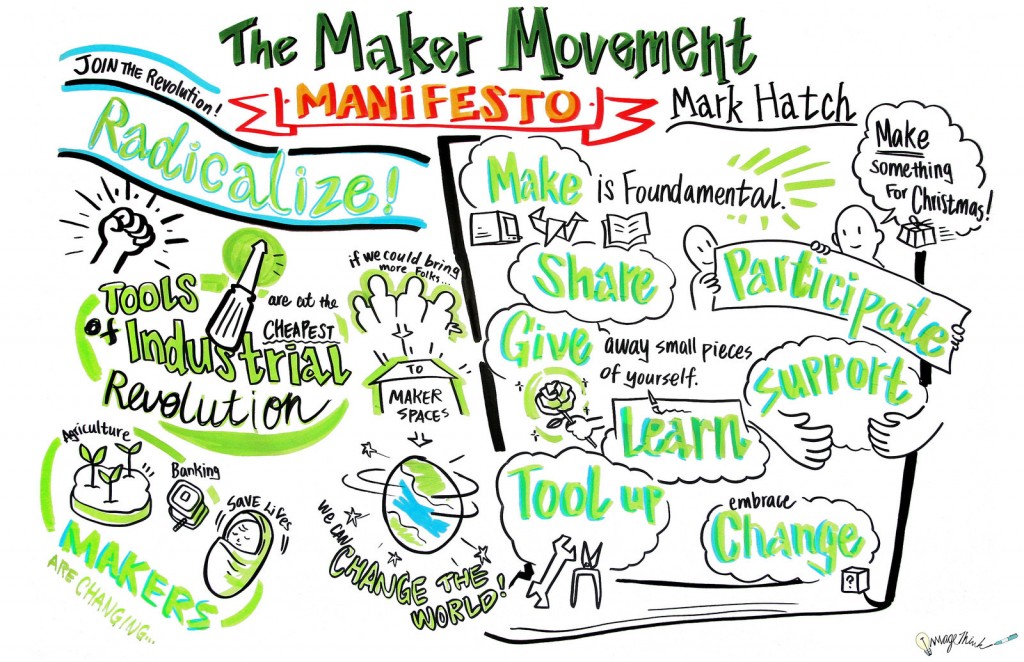 The Maker Movement
MANiFESTO
Mark Hatch
JOIN THE Revolution!
Radicalize!
TOOLS
of Industrial
Revolution
are at the
CHEAPEST
if we could bring
more Folks...
TO
MAKER
SPACES
WE CAN
CHANGE THE
WORLD!
Agriculture
Banking
SAVE LiVES
MAKERS
ARE CHANGING...
Make is Foundamental.
Share
Give away small pieces
of yourself.
Learn
Tool up
Make
something
For Christmas!
Participate
Support
embrace
Change
?
ImageThink